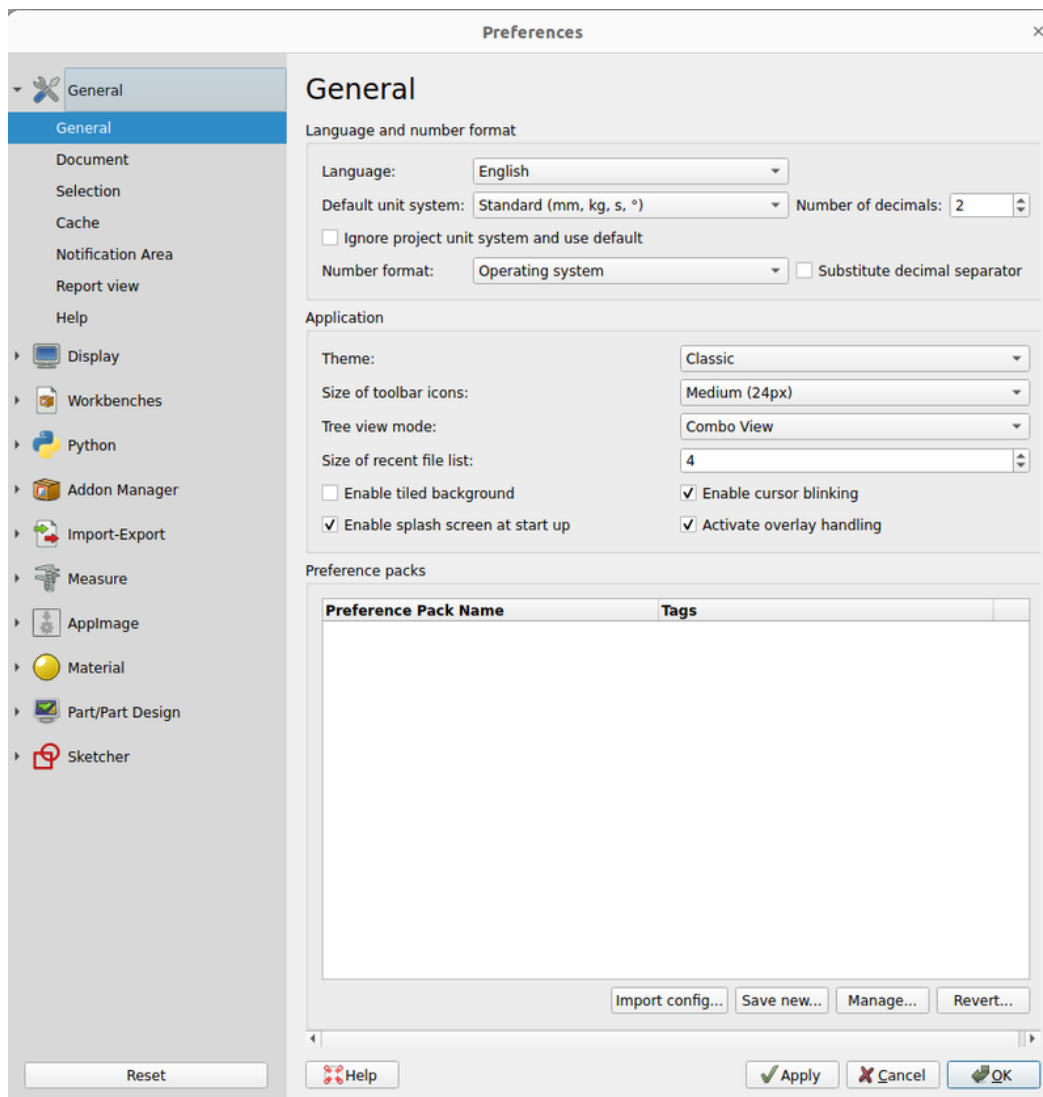 Preferences
General
General
Document
Selection
Cache
Notification Area
Report view
Help
Display
Workbenches
Python
Addon Manager
Import-Export
Measure
AppImage
Material
Part/Part Design
Sketcher
Reset
General
Language and number format
Language: English
Default unit system: Standard (mm, kg, s, °) Number of decimals: 2
Ignore project unit system and use default
Number format: Operating system Substitute decimal separator
Application
Theme: Classic
Size of toolbar icons: Medium (24px)
Tree view mode: Combo View
Size of recent file list: 4
Enable tiled background Enable cursor blinking
Enable splash screen at start up Activate overlay handling
Preference packs
Preference Pack Name Tags
Import config... Save new... Manage... Revert...
Help Apply Cancel OK